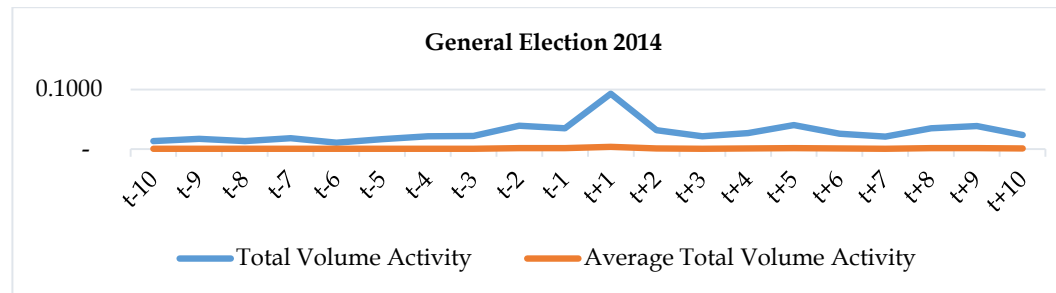 General Election 2014
0.1000
-
t-10 t-9 t-8 t-7 t-6 t-5 t-4 t-3 t-2 t-1 t+1 t+2 t+3 t+4 t+5 t+6 t+7 t+8 t+9 t+10
Total Volume Activity Average Total Volume Activity